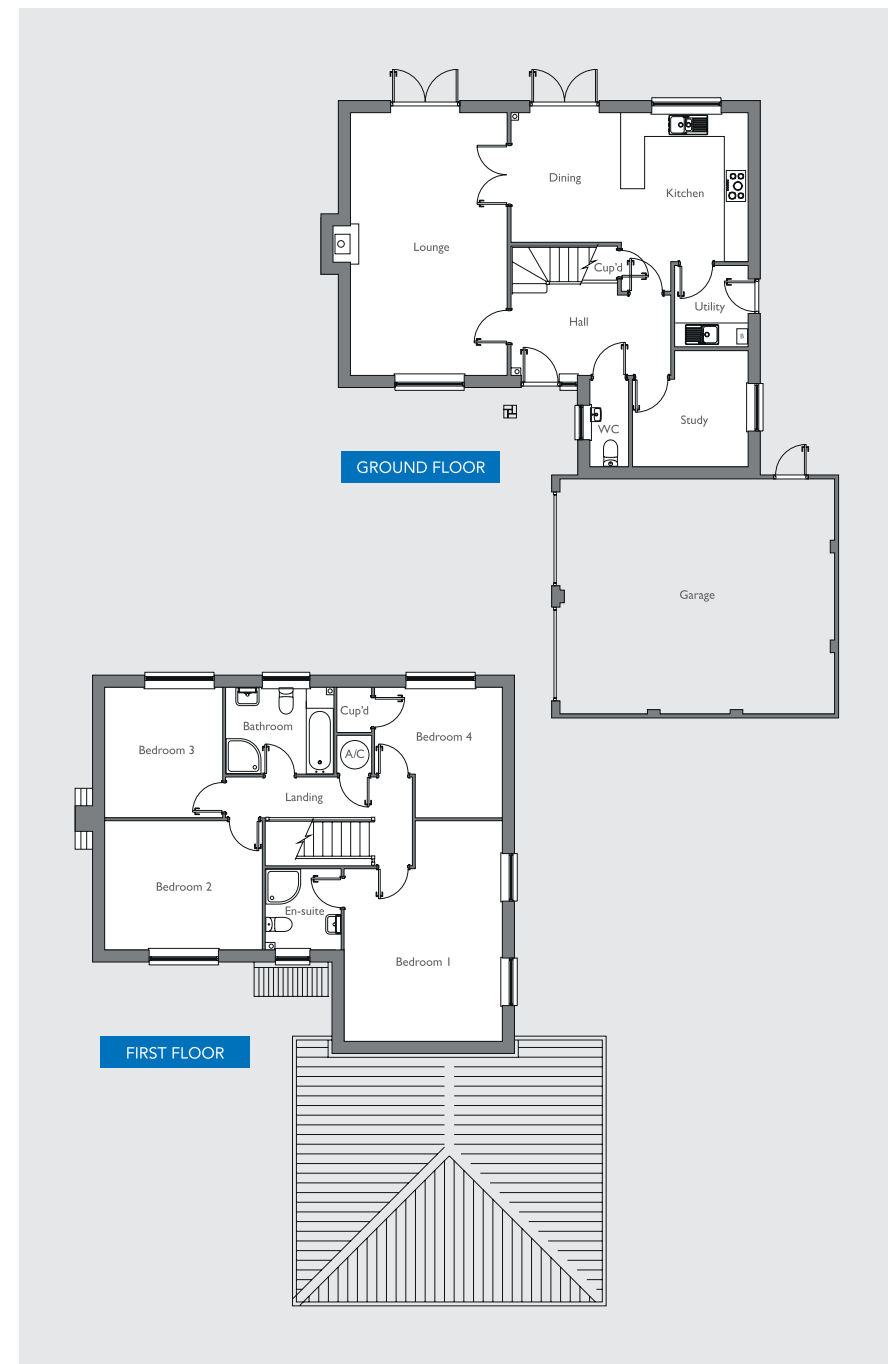 Dining
Kitchen
Lounge
Cup'd
Utility
Hall
B
WC
Study
GROUND FLOOR
Garage
Cup'd
Bathroom
Bedroom 4
Bedroom 3
A/C
Landing
Bedroom 2
En-suite
Bedroom 1
FIRST FLOOR